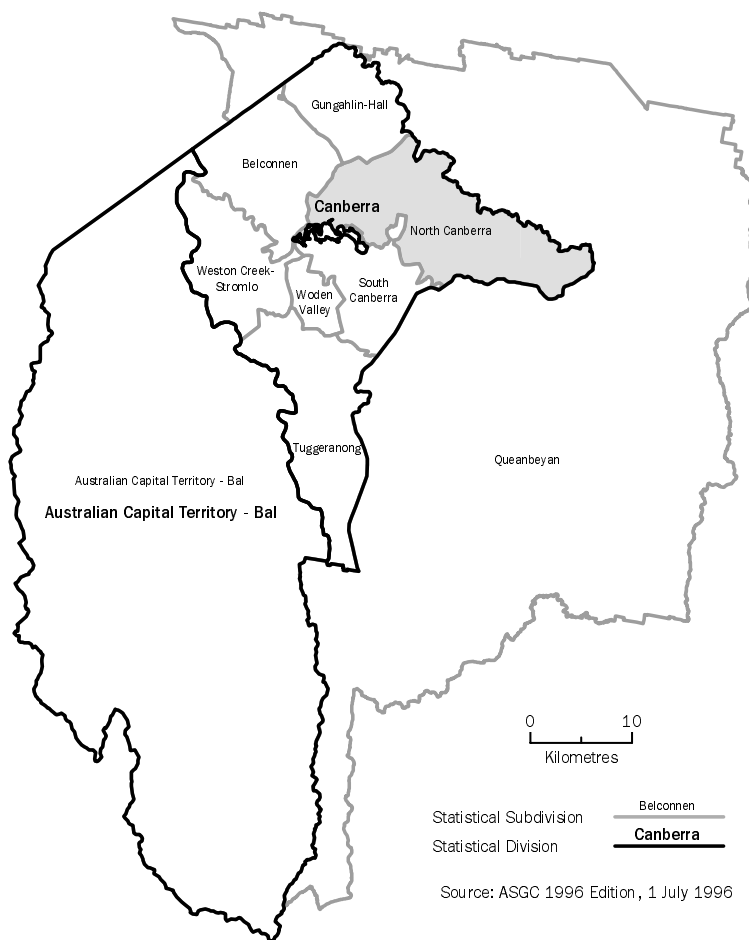 Gungahlin-Hall
Belconnen
Canberra
North Canberra
Weston Creek-
Stromlo
South
Canberra
Woden
Valley
Tuggeranong
Queanbeyan
Australian Capital Territory - Bal
Australian Capital Territory - Bal
0 10
Kilometres
Statistical Subdivision Belconnen
Statistical Division Canberra
Source: ASGC 1996 Edition, 1 July 1996